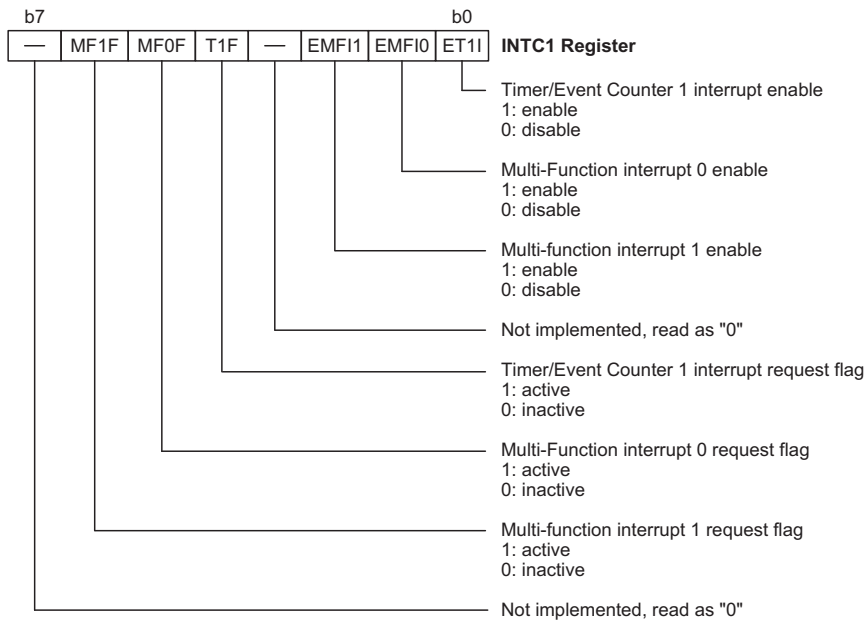 b7 b0
— MF1F MF0F T1F — EMFI1 EMFI0 ET1I INTC1 Register
Timer/Event Counter 1 interrupt enable
1: enable
0: disable
Multi-Function interrupt 0 enable
1: enable
0: disable
Multi-function interrupt 1 enable
1: enable
0: disable
Not implemented, read as "0"
Timer/Event Counter 1 interrupt request flag
1: active
0: inactive
Multi-Function interrupt 0 request flag
1: active
0: inactive
Multi-function interrupt 1 request flag
1: active
0: inactive
Not implemented, read as "0"